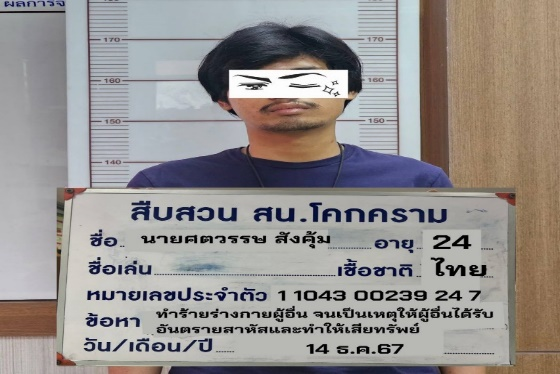 ผลการจ
170
170
160
160
150
150
140
สืบสวน สน.โคกคราม
ชื่อ นายศตวรรษ สังคุ้ม อายุ 24
ชื่อเล่น เชื้อชาติ ไทย
หมายเลขประจำตัว 1 1043 00239 24 7
ข้อหา ทำร้ายร่างกายผู้อื่น จนเป็นเหตุให้ผู้อื่นได้รับ
อันตรายสาหัสและทำให้เสียทรัพย์
วัน/เดือน/ปี 14 ธ.ค.67